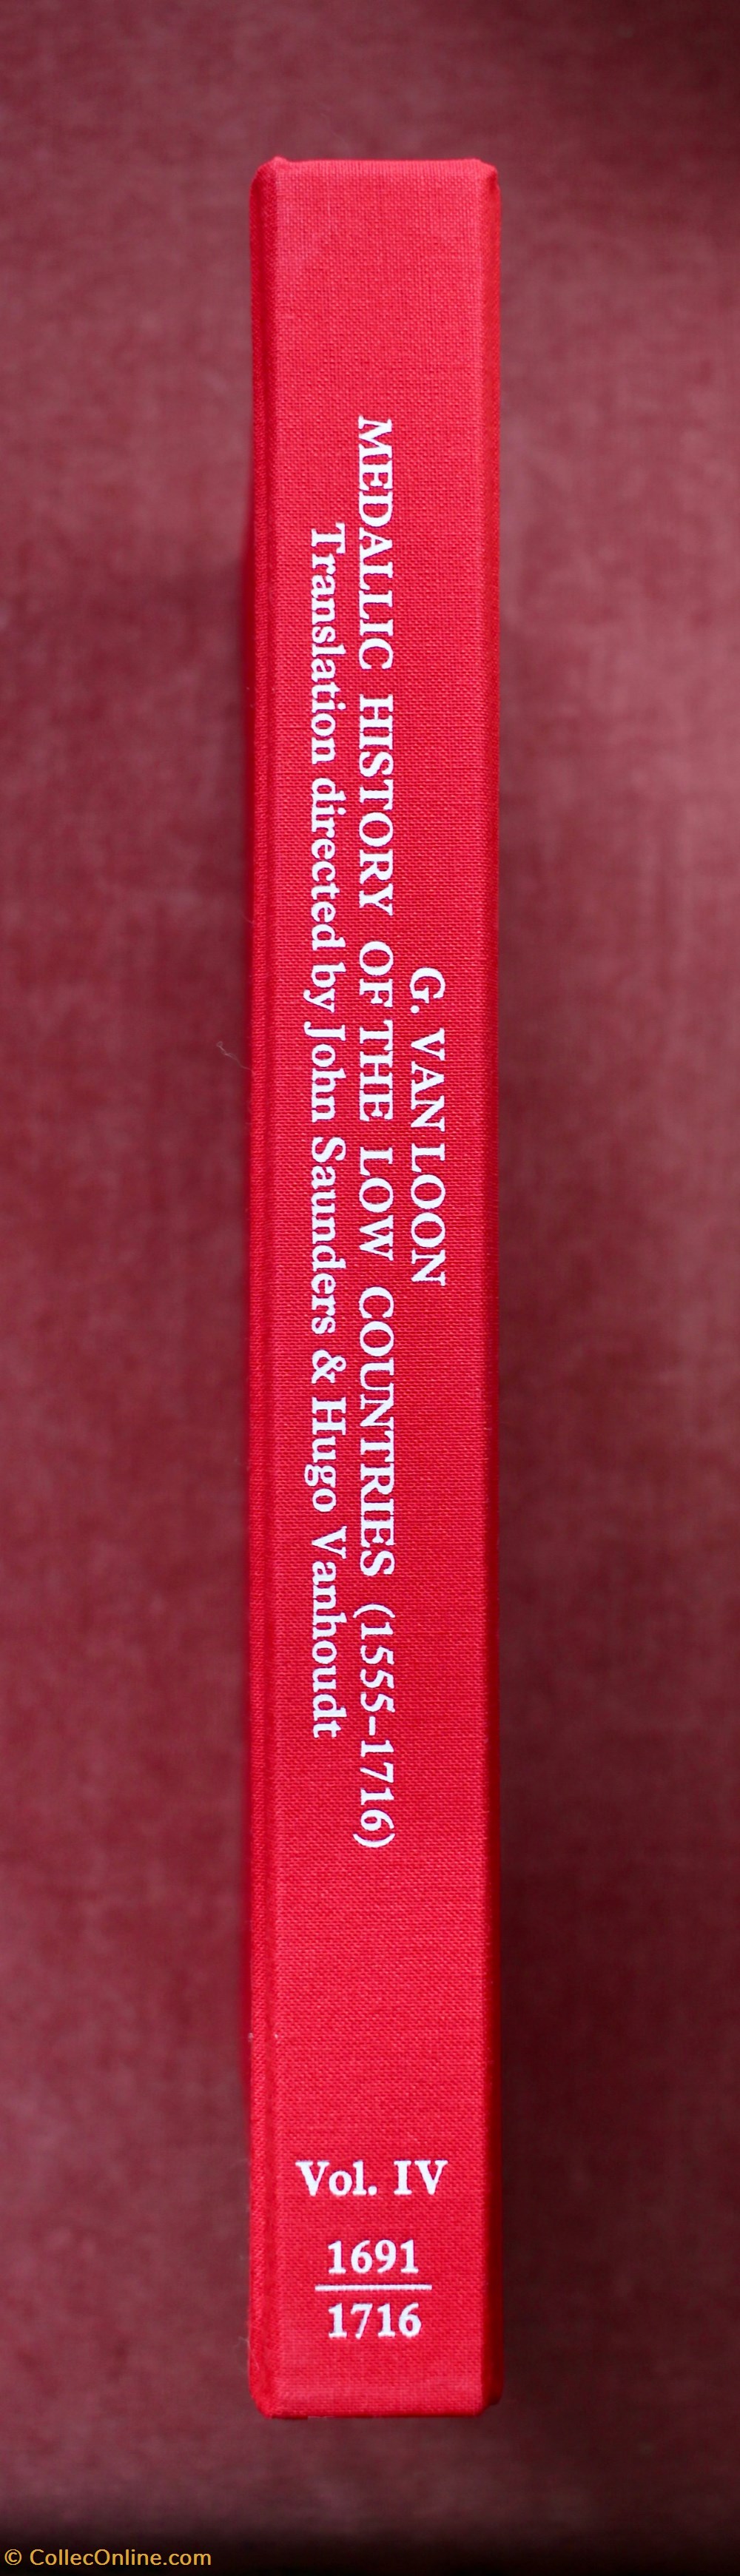 G. VAN LOON
MEDALLIC HISTORY OF THE LOW COUNTRIES (1555–1716)
Translation directed by John Saunders & Hugo Vanhoudt
Vol. IV
1691
1716
© CollecOnline.com